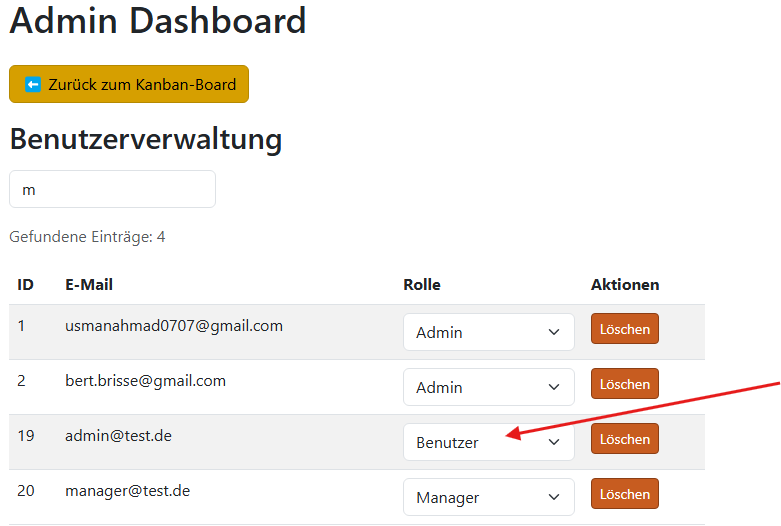 Admin Dashboard
⬅ Zurück zum Kanban-Board
Benutzerverwaltung
m
Gefundene Einträge: 4
ID E-Mail Rolle Aktionen
1 usmanahmad0707@gmail.com Admin Löschen
2 bert.brisse@gmail.com Admin Löschen
19 admin@test.de Benutzer Löschen
20 manager@test.de Manager Löschen